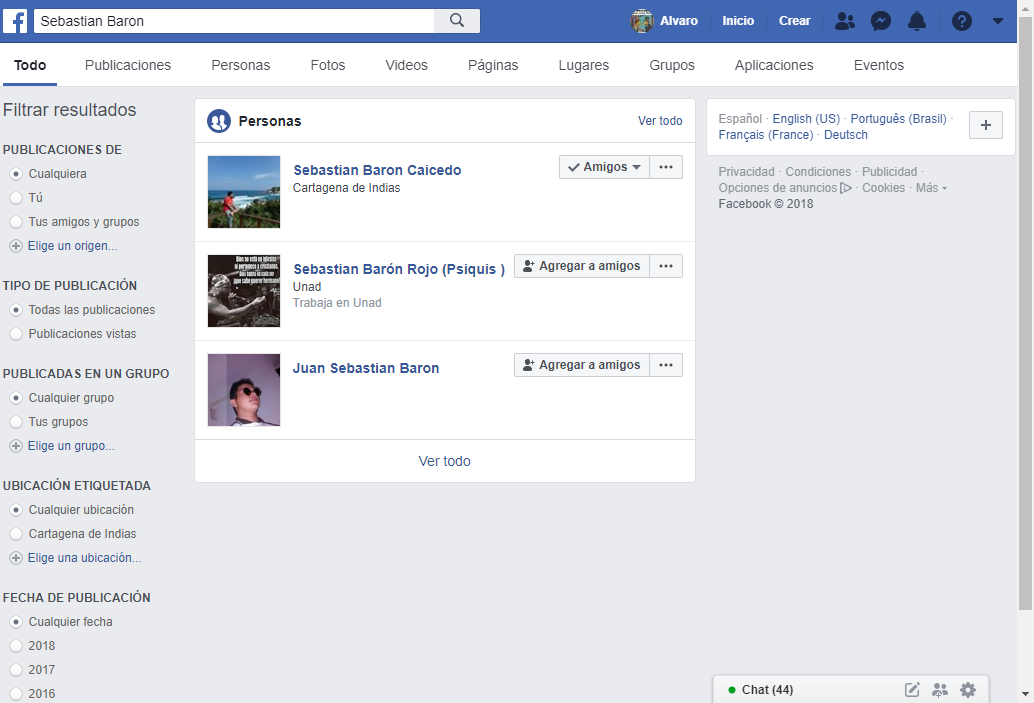 Sebastian Baron
Alvaro
Inicio
Crear
Todo
Publicaciones
Personas
Fotos
Videos
Páginas
Lugares
Grupos
Aplicaciones
Eventos
Filtrar resultados
PUBLICACIONES DE
Cualquiera
Tú
Tus amigos y grupos
Elige un origen...
TIPO DE PUBLICACIÓN
Todas las publicaciones
Publicaciones vistas
PUBLICADAS EN UN GRUPO
Cualquier grupo
Tus grupos
Elige un grupo...
UBICACIÓN ETIQUETADA
Cualquier ubicación
Cartagena de Indias
Elige una ubicación...
FECHA DE PUBLICACIÓN
Cualquier fecha
2018
2017
2016
Personas
Ver todo
Sebastian Baron Caicedo
Cartagena de Indias
Amigos
Sebastian Barón Rojo (Psiquis )
Unad
Trabaja en Unad
Agregar a amigos
Juan Sebastian Baron
Agregar a amigos
Ver todo
Español · English (US) · Português (Brasil) ·
Français (France) · Deutsch
Privacidad · Condiciones · Publicidad ·
Opciones de anuncios · Cookies · Más
Facebook © 2018
Chat (44)